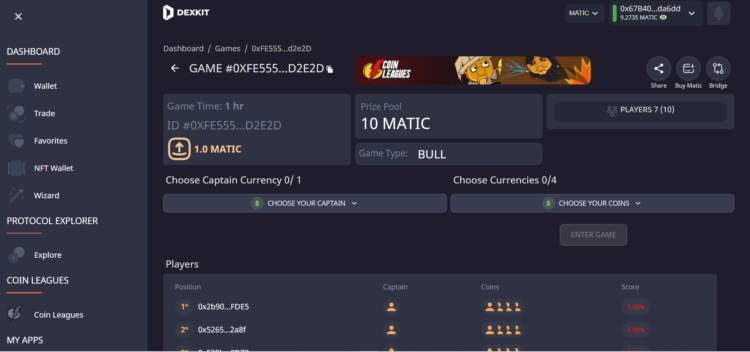 DEXKIT
MATIC
0x67B40...da6dd
9.2735 MATIC
DASHBOARD
Wallet
Trade
Favorites
NFT Wallet
Wizard
PROTOCOL EXPLORER
Explore
COIN LEAGUES
Coin Leagues
MY APPS
Dashboard / Games / 0xFE555...d2e2D
GAME #0XFE555...D2E2D
COIN
LEAGUES
Share
Buy Matic
Bridge
Game Time: 1 hr
ID #0XFE555...D2E2D
1.0 MATIC
Prize Pool
10 MATIC
Game Type: BULL
PLAYERS 7 (10)
Choose Captain Currency 0/ 1
Choose Currencies 0/4
$ CHOOSE YOUR CAPTAIN
$ CHOOSE YOUR COINS
ENTER GAME
Players
Position Captain Coins Score
1º 0x2b90...FDE5
2º 0x5265...2a8f